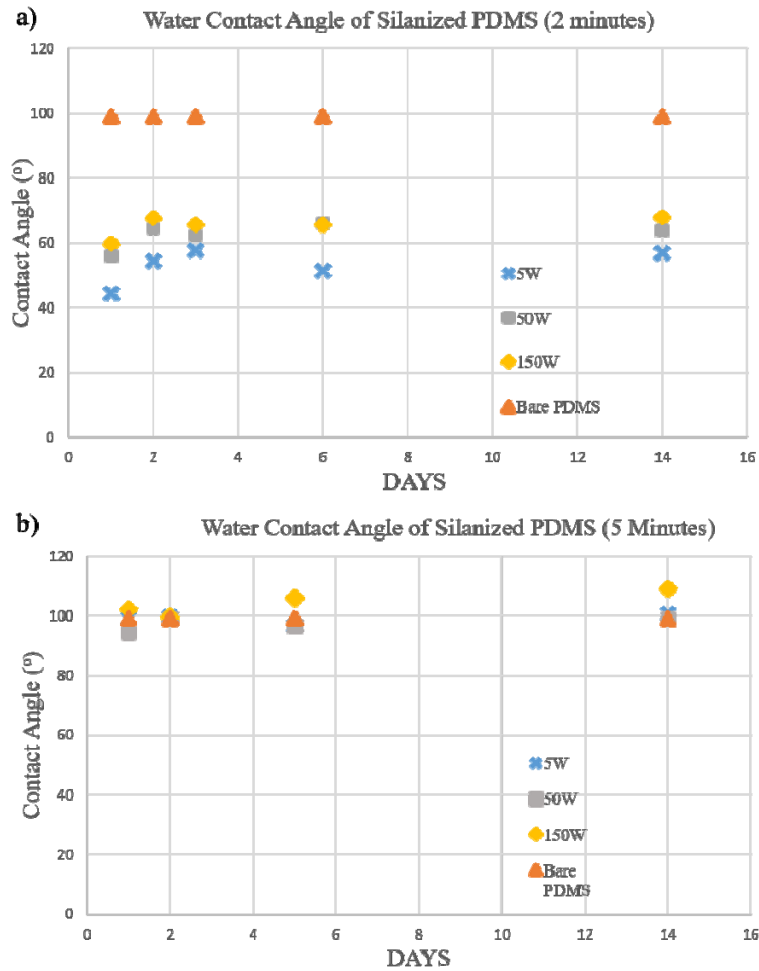 a)
Water Contact Angle of Silanized PDMS (2 minutes)
120
100
80
60
40
20
0
Contact Angle (º)
5W
50W
150W
Bare PDMS
0 2 4 6 8 10 12 14 16
DAYS
b)
Water Contact Angle of Silanized PDMS (5 Minutes)
120
100
80
60
40
20
0
Contact Angle (º)
5W
50W
150W
Bare
PDMS
0 2 4 6 8 10 12 14 16
DAYS